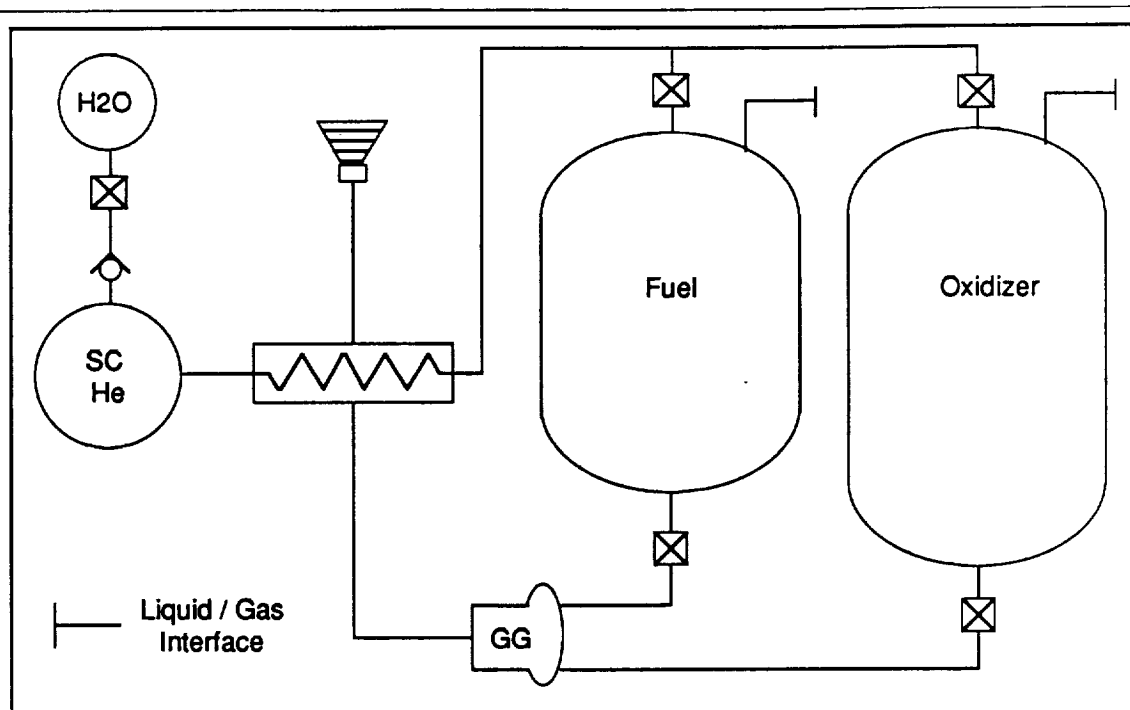 H2O
SC
He
Fuel
Oxidizer
GG
Liquid / Gas
Interface